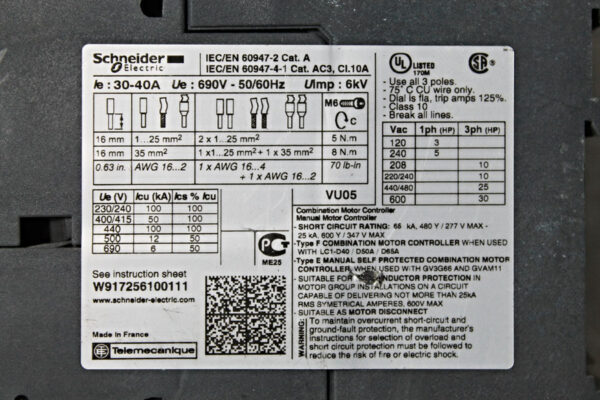 Schneider
Electric
IEC/EN 60947-2 Cat. A
IEC/EN 60947-4-1 Cat. AC3, Cl.10A
Ie : 30-40A Ue : 690V - 50/60Hz Uimp : 6kV
M6
C
16 mm 1...25 mm² 2 x 1...25 mm² 5 N.m
16 mm 35 mm² 1 x1...25 mm² + 1 x 35 mm² 8 N.m
0.63 in. 1 AWG 16...2 1 x AWG 16...4 70 lb-in
+ 1 x AWG 16...2
Ue (V) Icu (kA) Ics % Icu
230/240 100 100
400/415 50 100
440 100 100
500 12 50
690 6 50
ME25
See instruction sheet
W917256100111
www.schneider-electric.com
Made in France
Telemecanique
UL LISTED
170M
SA
- Use all 3 poles.
- 75°C CU wire only.
- Dial is fla, trip amps 125%.
- Class 10
- Break all lines.
Vac 1ph (HP) 3ph (HP)
120 3
240 5
208 10
220/240 10
440/480 25
600 30
VU05
Combination Motor Controller
Manual Motor Controller
- SHORT CIRCUIT RATING: 65 kA, 480 Y / 277 V MAX -
25 kA, 600 Y / 347 V MAX -
-Type F COMBINATION MOTOR CONTROLLER WHEN USED
WITH LC1-D40 / D50A / D65A
-Type E MANUAL SELF PROTECTED COMBINATION MOTOR
CONTROLLER, WHEN USED WITH GV3G66 et GVAM11
- SUITABLE FOR CONDUCTOR PROTECTION IN
MOTOR GROUP INSTALLATIONS ON A CIRCUIT
CAPABLE OF DELIVERING NOT MORE THAN 25kA
RMS SYMETRICAL AMPERES, 600V MAX
- SUITABLE AS MOTOR DISCONNECT
WARNING:
- To maintain overcurrent short-circuit and
ground-fault protection, the manufacturer's
instructions for selection of overload and
short circuit protection must be followed to
reduce the risk of fire or electric shock.